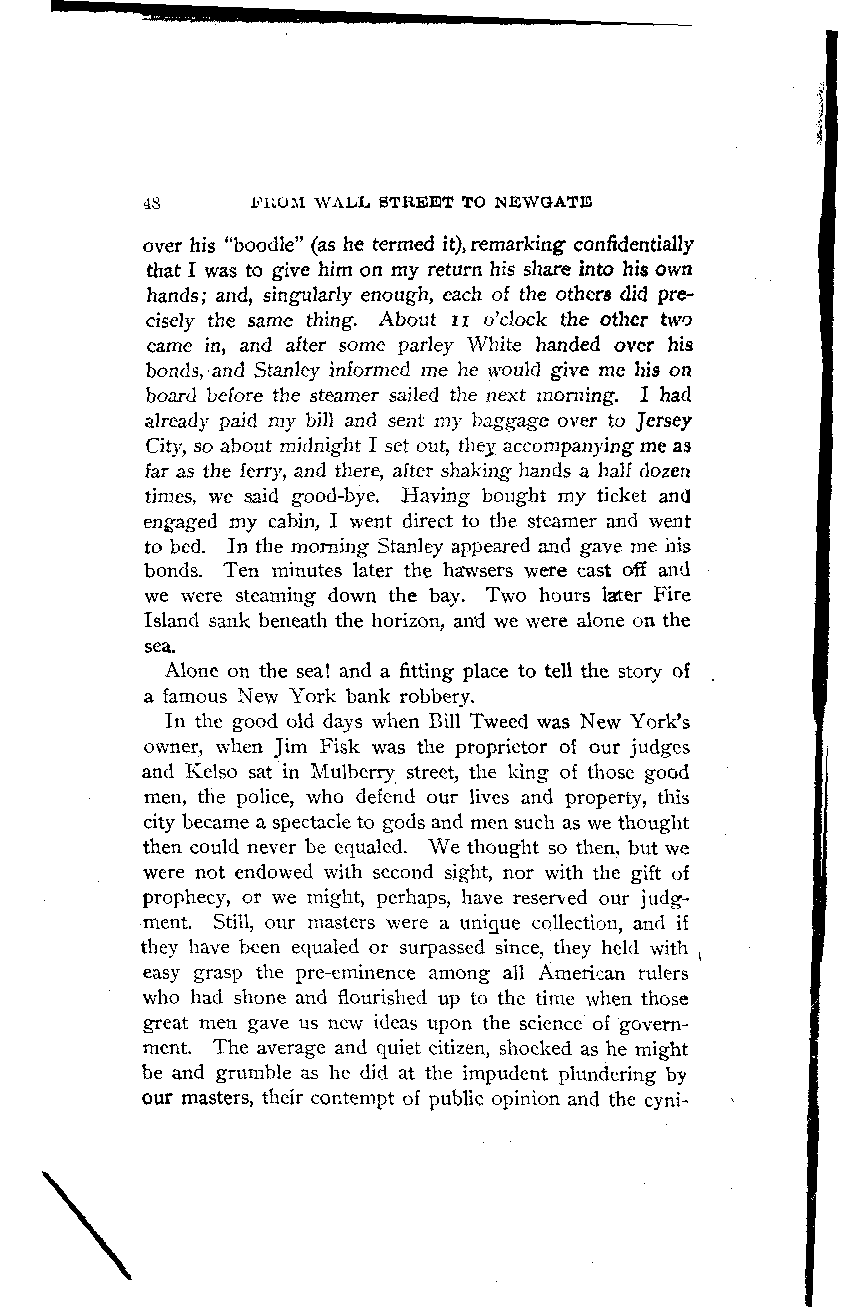 48 FROM WALL STREET TO NEWGATE
over his "boodle" (as he termed it), remarking confidentially
that I was to give him on my return his share into his own
hands; and, singularly enough, each of the others did pre-
cisely the same thing. About 11 o'clock the other two
came in, and after some parley White handed over his
bonds, and Stanley informed me he would give me his on
board before the steamer sailed the next morning. I had
already paid my bill and sent my baggage over to Jersey
City, so about midnight I set out, they accompanying me as
far as the ferry, and there, after shaking hands a half dozen
times, we said good-bye. Having bought my ticket and
engaged my cabin, I went direct to the steamer and went
to bed. In the morning Stanley appeared and gave me his
bonds. Ten minutes later the hawsers were cast off and
we were steaming down the bay. Two hours later Fire
Island sank beneath the horizon, and we were alone on the
sea.
Alone on the sea! and a fitting place to tell the story of
a famous New York bank robbery.
In the good old days when Bill Tweed was New York's
owner, when Jim Fisk was the proprietor of our judges
and Kelso sat in Mulberry street, the king of those good
men, the police, who defend our lives and property, this
city became a spectacle to gods and men such as we thought
then could never be equaled. We thought so then, but we
were not endowed with second sight, nor with the gift of
prophecy, or we might, perhaps, have reserved our judg-
ment. Still, our masters were a unique collection, and if
they have been equaled or surpassed since, they held with
easy grasp the pre-eminence among all American rulers
who had shone and flourished up to the time when those
great men gave us new ideas upon the science of govern-
ment. The average and quiet citizen, shocked as he might
be and grumble as he did at the impudent plundering by
our masters, their contempt of public opinion and the cyni-